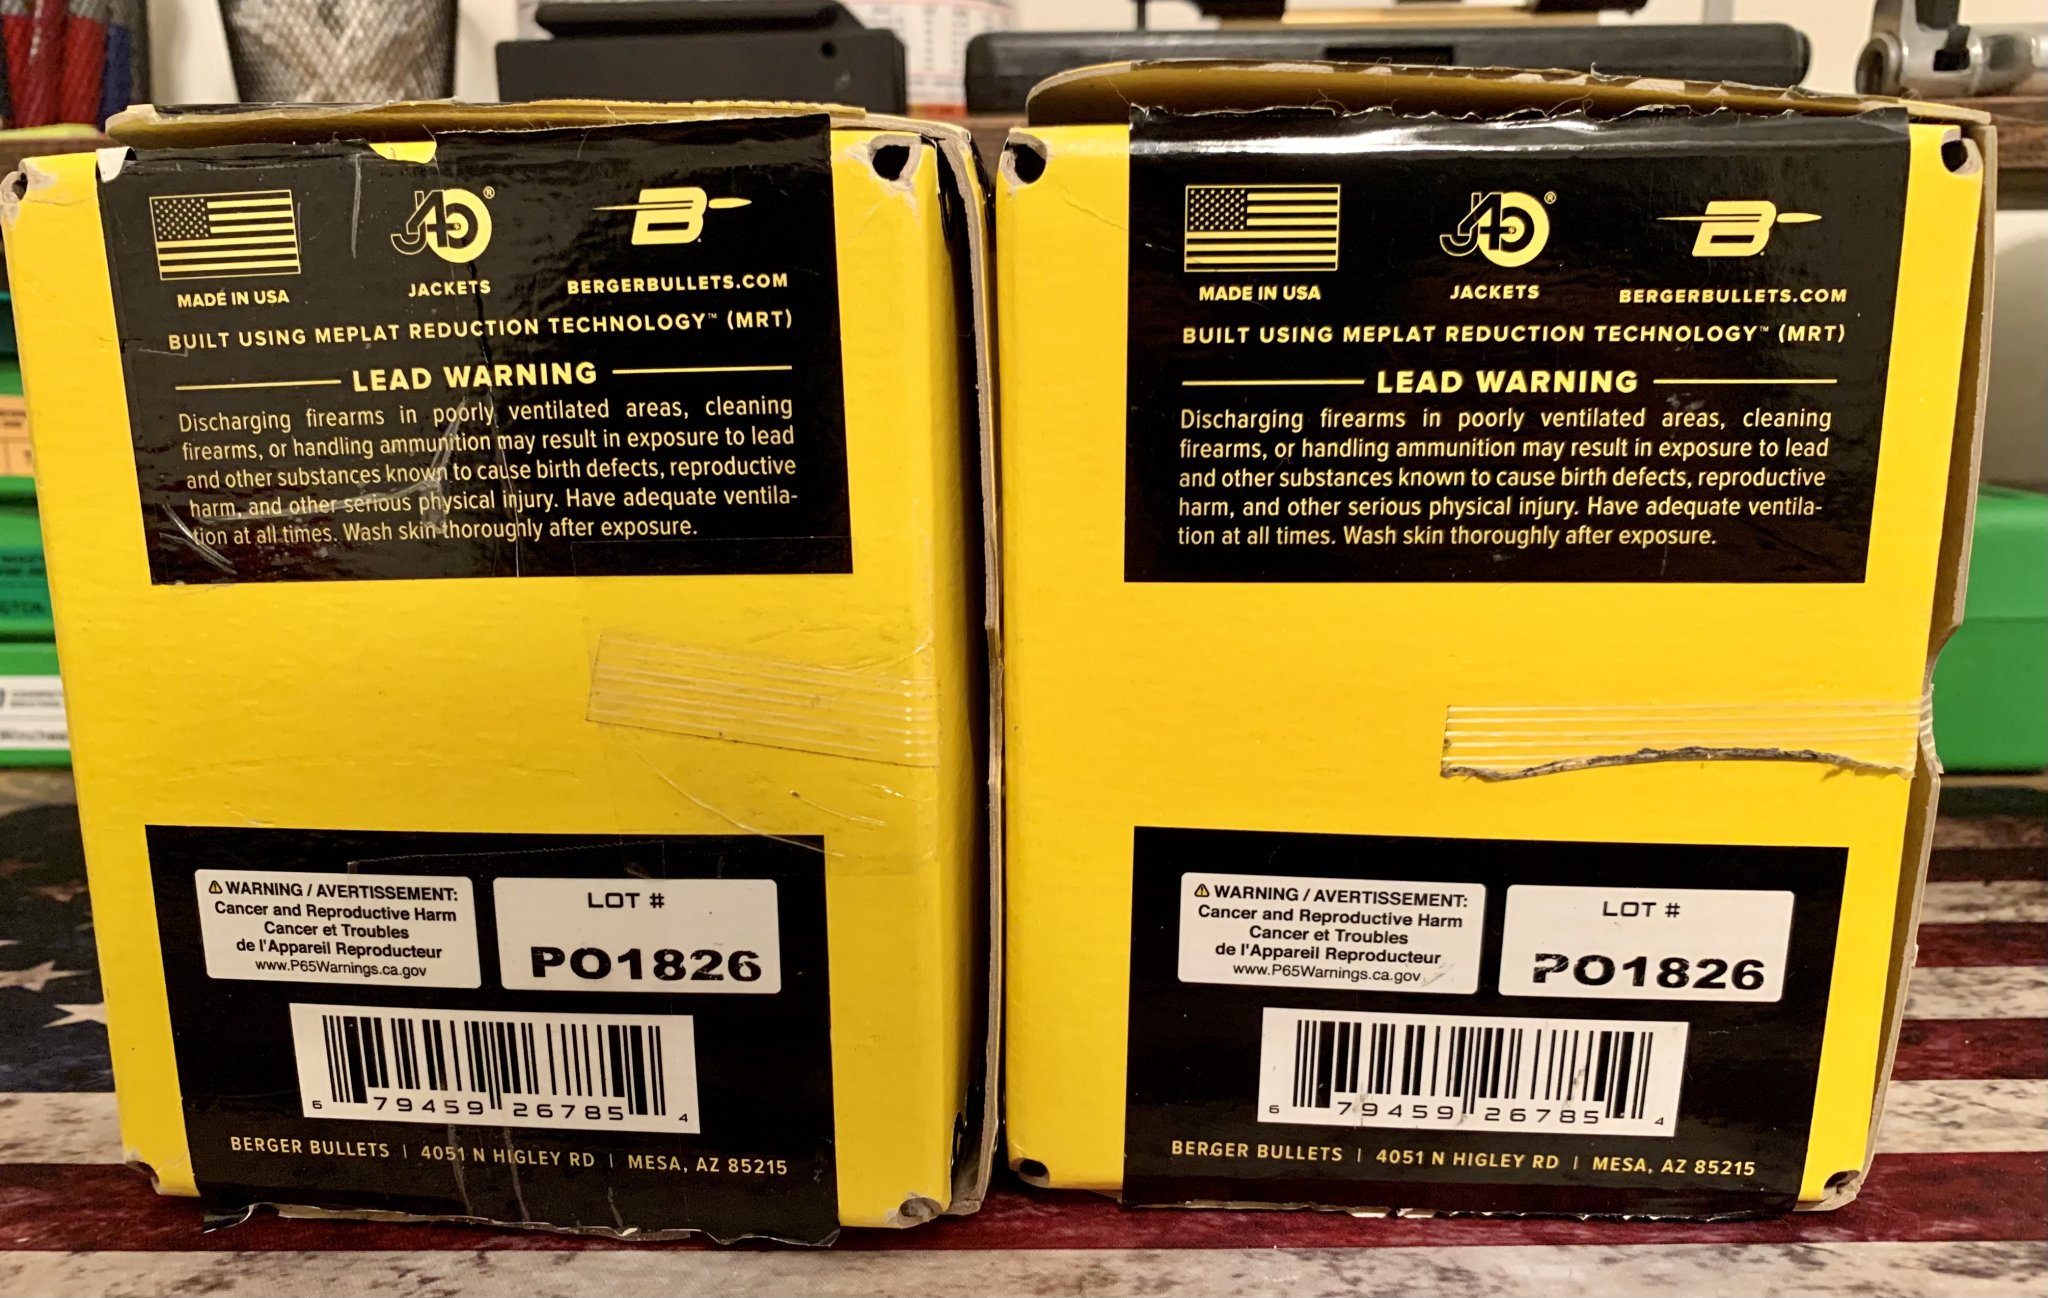 MADE IN USA
J4®
JACKETS
B
BERGERBULLETS.COM
BUILT USING MEPLAT REDUCTION TECHNOLOGY™ (MRT)
LEAD WARNING
Discharging firearms in poorly ventilated areas, cleaning
firearms, or handling ammunition may result in exposure to lead
and other substances known to cause birth defects, reproductive
harm, and other serious physical injury. Have adequate ventila-
tion at all times. Wash skin thoroughly after exposure.
WARNING / AVERTISSEMENT:
Cancer and Reproductive Harm
Cancer et Troubles
de l'Appareil Reproducteur
www.P65Warnings.ca.gov
LOT #
PO1826
6 79459 26785 4
BERGER BULLETS | 4051 N HIGLEY RD | MESA, AZ 85215
MADE IN USA
J4®
JACKETS
B
BERGERBULLETS.COM
BUILT USING MEPLAT REDUCTION TECHNOLOGY™ (MRT)
LEAD WARNING
Discharging firearms in poorly ventilated areas, cleaning
firearms, or handling ammunition may result in exposure to lead
and other substances known to cause birth defects, reproductive
harm, and other serious physical injury. Have adequate ventila-
tion at all times. Wash skin thoroughly after exposure.
WARNING / AVERTISSEMENT:
Cancer and Reproductive Harm
Cancer et Troubles
de l'Appareil Reproducteur
www.P65Warnings.ca.gov
LOT #
PO1826
6 79459 26785 4
BERGER BULLETS | 4051 N HIGLEY RD | MESA, AZ 85215